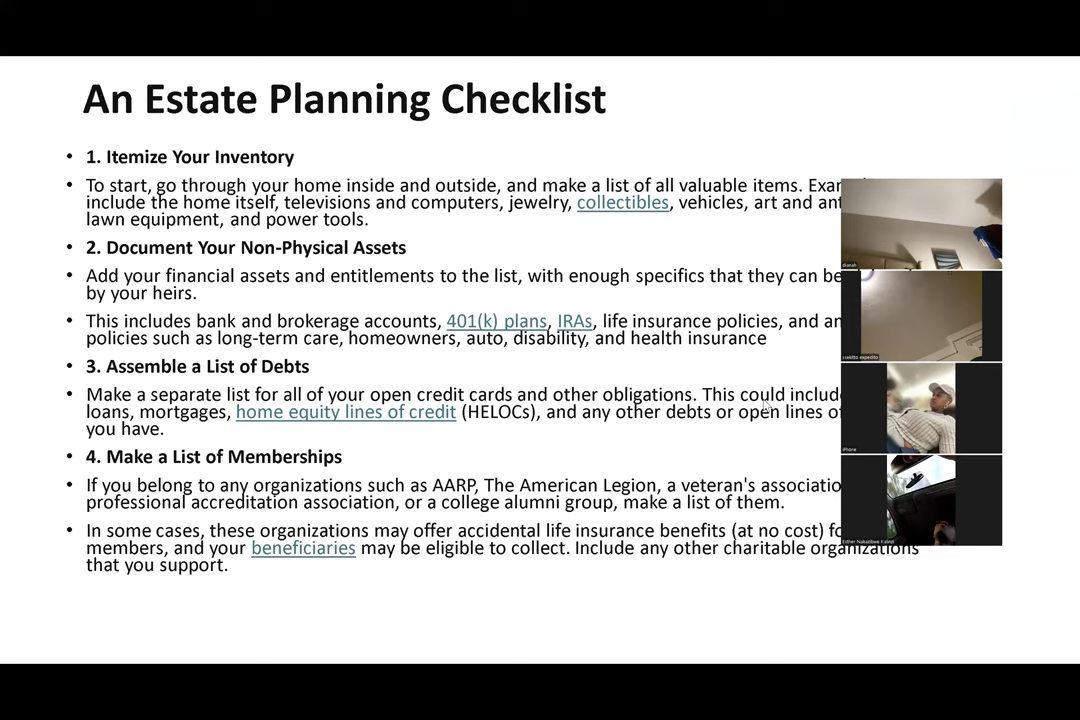 An Estate Planning Checklist
• 1. Itemize Your Inventory
• To start, go through your home inside and outside, and make a list of all valuable items.
include the home itself, televisions and computers, jewelry, collectibles, vehicles, art and
lawn equipment, and power tools.
• 2. Document Your Non-Physical Assets
• Add your financial assets and entitlements to the list, with enough specifics that they can be
by your heirs.
• This includes bank and brokerage accounts, 401(k) plans, IRAs, life insurance policies, and
policies such as long-term care, homeowners, auto, disability, and health insurance
• 3. Assemble a List of Debts
• Make a separate list for all of your open credit cards and other obligations. This could
loans, mortgages, home equity lines of credit (HELOCs), and any other debts or open lines
you have.
• 4. Make a List of Memberships
• If you belong to any organizations such as AARP, The American Legion, a veteran's
professional accreditation association, or a college alumni group, make a list of them.
• In some cases, these organizations may offer accidental life insurance benefits (at no cost)
members, and your beneficiaries may be eligible to collect. Include any other charitable organizations
that you support.
dianah
iPhone